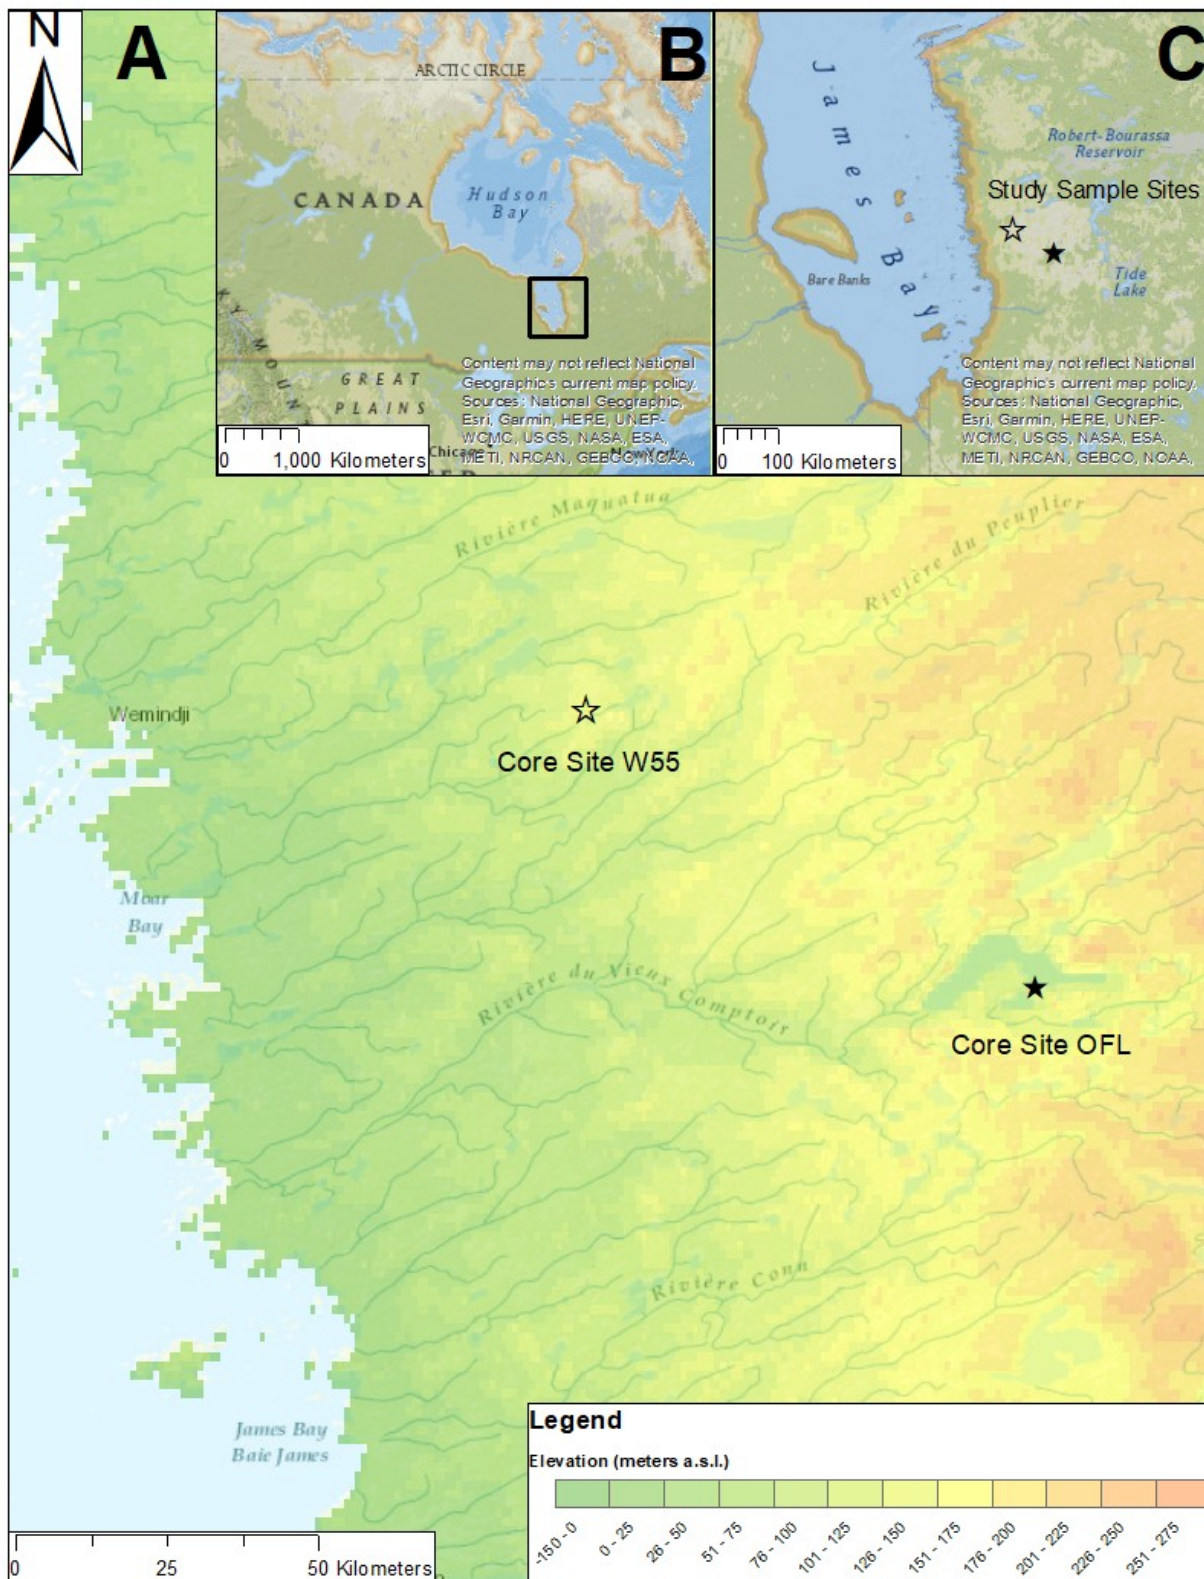 N
A
B
ARCTIC CIRCLE
CANADA
Hudson
Bay
GREAT
PLAINS
Content may not reflect National
Geographic's current map policy.
Sources: National Geographic,
Esri, Garmin, HERE, UNEP-
WCMC, USGS, NASA, ESA,
METI, NRCAN, GEBCO, NOAA,
0 1,000 Kilometers
C
James Bay
Robert-Bourassa
Reservoir
Study Sample Sites
Bare Banks
Tide
Lake
Content may not reflect National
Geographic's current map policy.
Sources: National Geographic,
Esri, Garmin, HERE, UNEP-
WCMC, USGS, NASA, ESA,
METI, NRCAN, GEBCO, NOAA,
0 100 Kilometers
Rivière Maquatua
Rivière du Peuplier
Wemindji
Core Site W55
Moar
Bay
Rivière du Vieux Comptoir
Core Site OFL
Rivière Conn
James Bay
Baie James
Legend
Elevation (meters a.s.l.)
-150 - 0
0 - 25
26 - 50
51 - 75
76 - 100
101 - 125
126 - 150
151 - 175
176 - 200
201 - 225
226 - 250
251 - 275
0 25 50 Kilometers